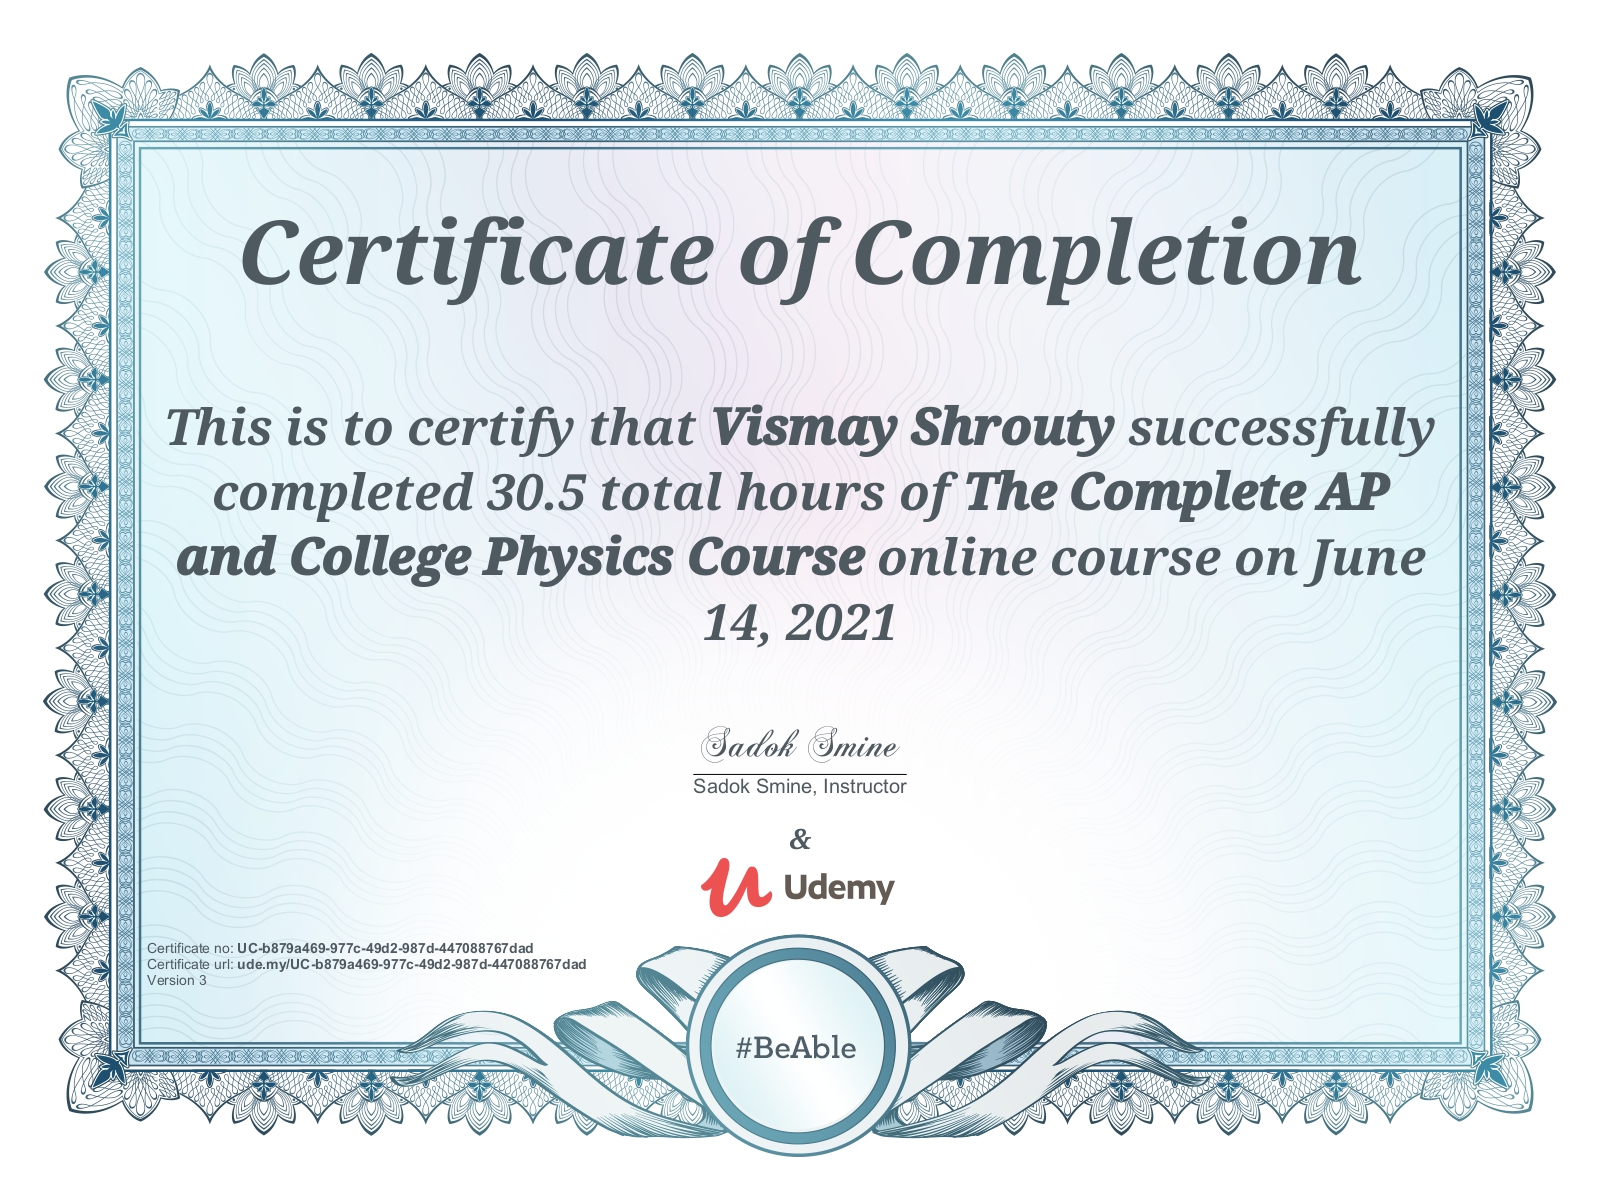 Certificate of Completion
This is to certify that Vismay Shrouty successfully
completed 30.5 total hours of The Complete AP
and College Physics Course online course on June
14, 2021
Sadok Smine
Sadok Smine, Instructor
&
Udemy
Certificate no: UC-b879a469-977c-49d2-987d-447088767dad
Certificate url: ude.my/UC-b879a469-977c-49d2-987d-447088767dad
Version 3
#BeAble